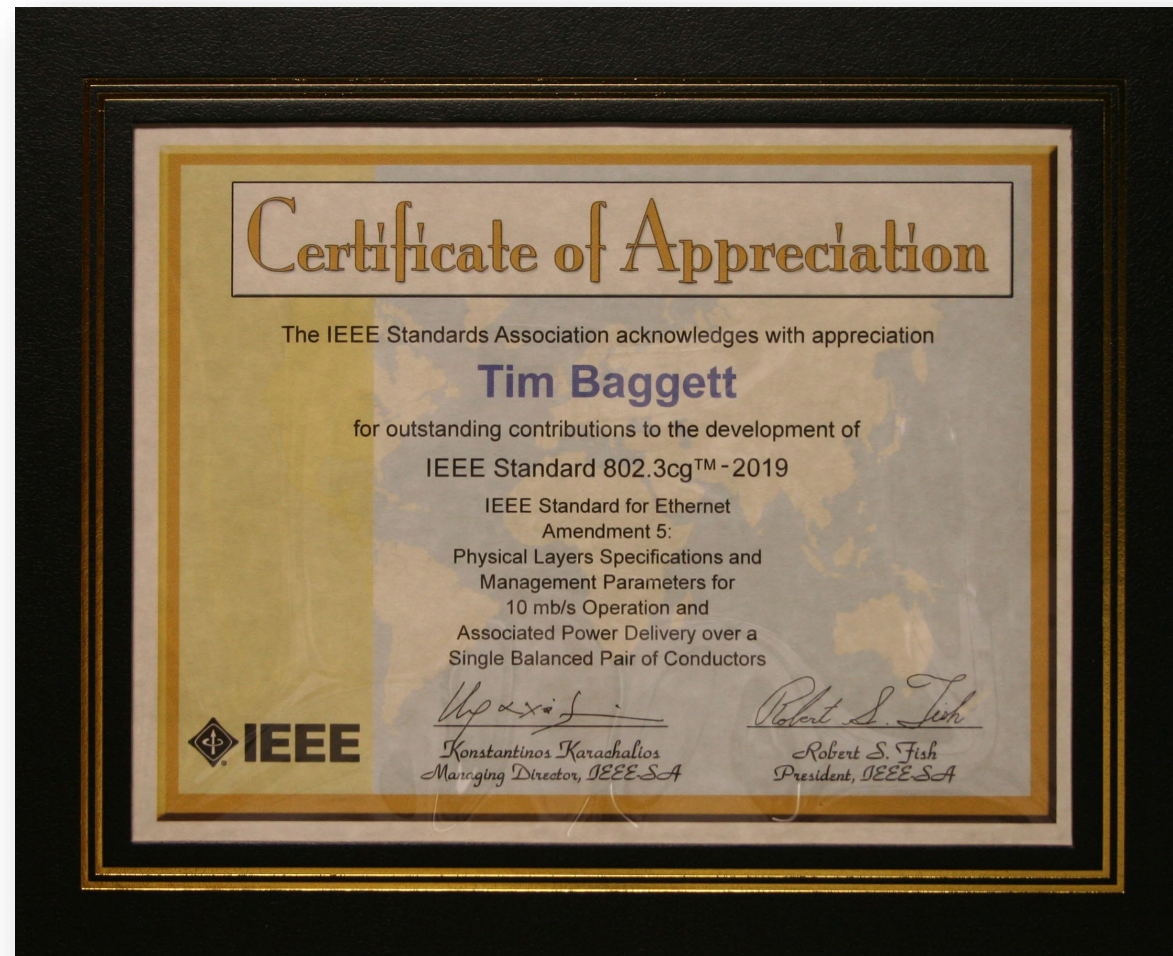 Certificate of Appreciation
The IEEE Standards Association acknowledges with appreciation
Tim Baggett
for outstanding contributions to the development of
IEEE Standard 802.3cg™-2019
IEEE Standard for Ethernet
Amendment 5:
Physical Layers Specifications and
Management Parameters for
10 mb/s Operation and
Associated Power Delivery over a
Single Balanced Pair of Conductors
Robert S. Fish
Konstantinos Karachalios
Managing Director, IEEE-SA
Robert S. Fish
President, IEEE-SA
IEEE